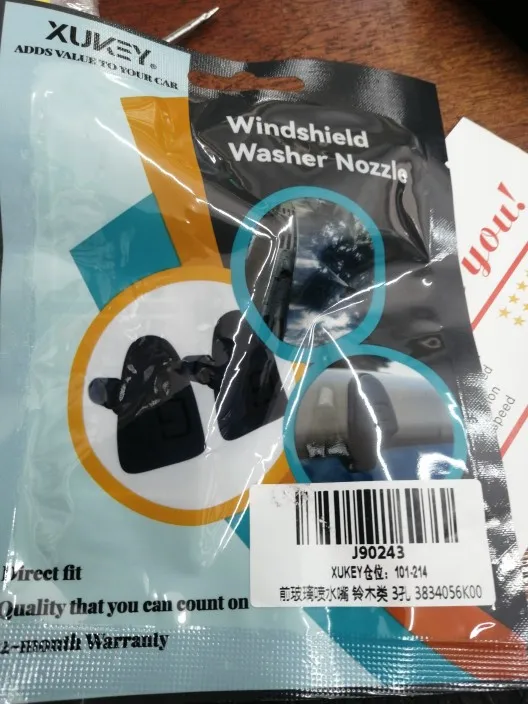 XUKEY®
ADDS VALUE TO YOUR CAR
Windshield
Washer Nozzle
you!
speed
J90243
XUKEY仓位：101-214
前玻璃喷水嘴 铃木类 3孔 3834056K00
Direct fit
Quality that you can count on
Warranty